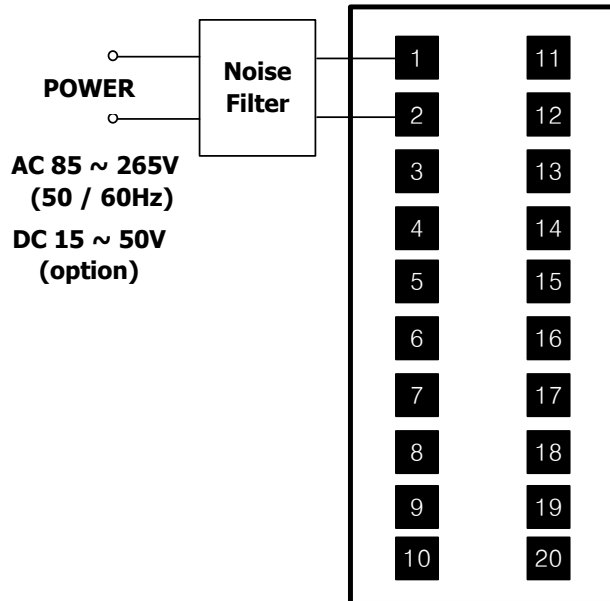 POWER
AC 85 ~ 265V
(50 / 60Hz)
DC 15 ~ 50V
(option)
Noise
Filter
1 11
2 12
3 13
4 14
5 15
6 16
7 17
8 18
9 19
10 20